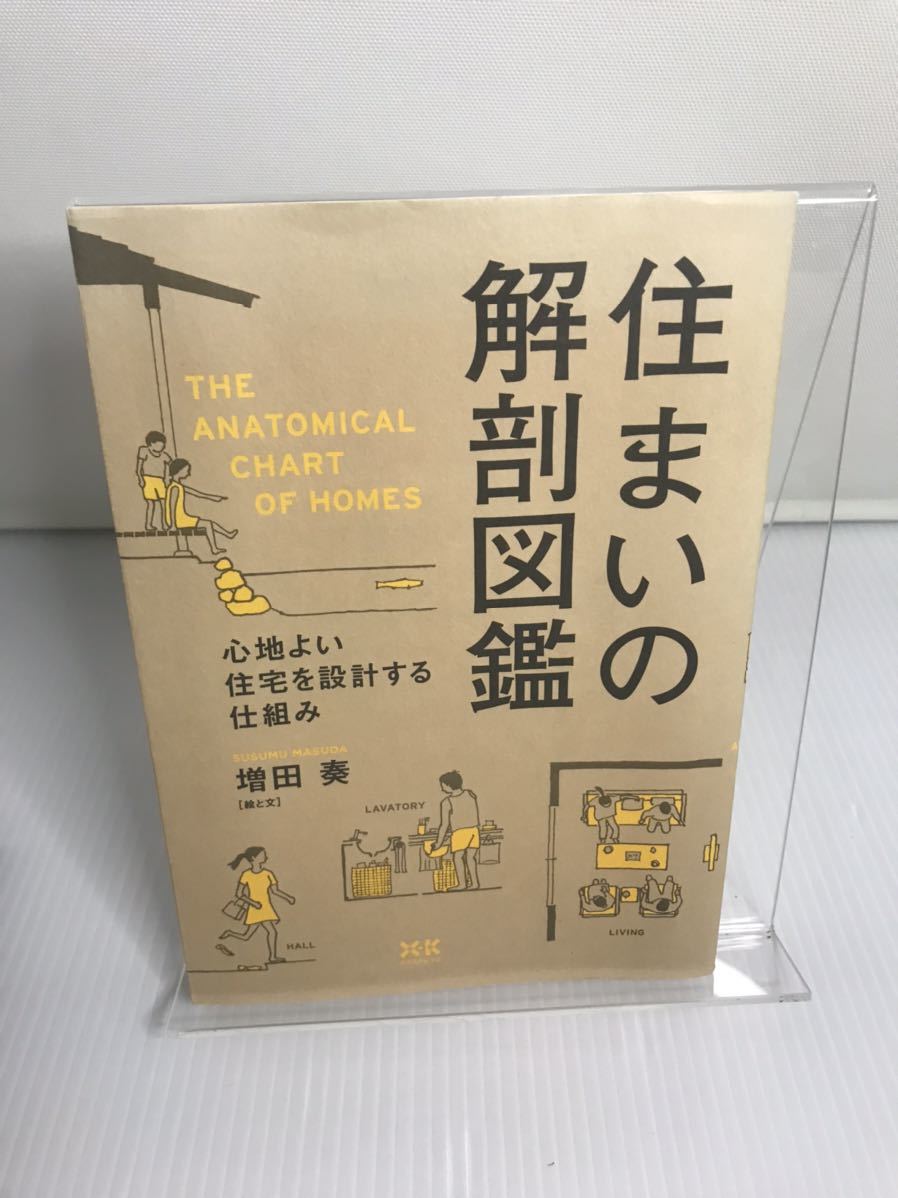 住まいの
解剖図鑑
THE
ANATOMICAL
CHART
OF HOMES
心地よい
住宅を設計する
仕組み
SUSUMU MASUDA
増田 奏
[絵と文]
LAVATORY
HALL
LIVING
X-K